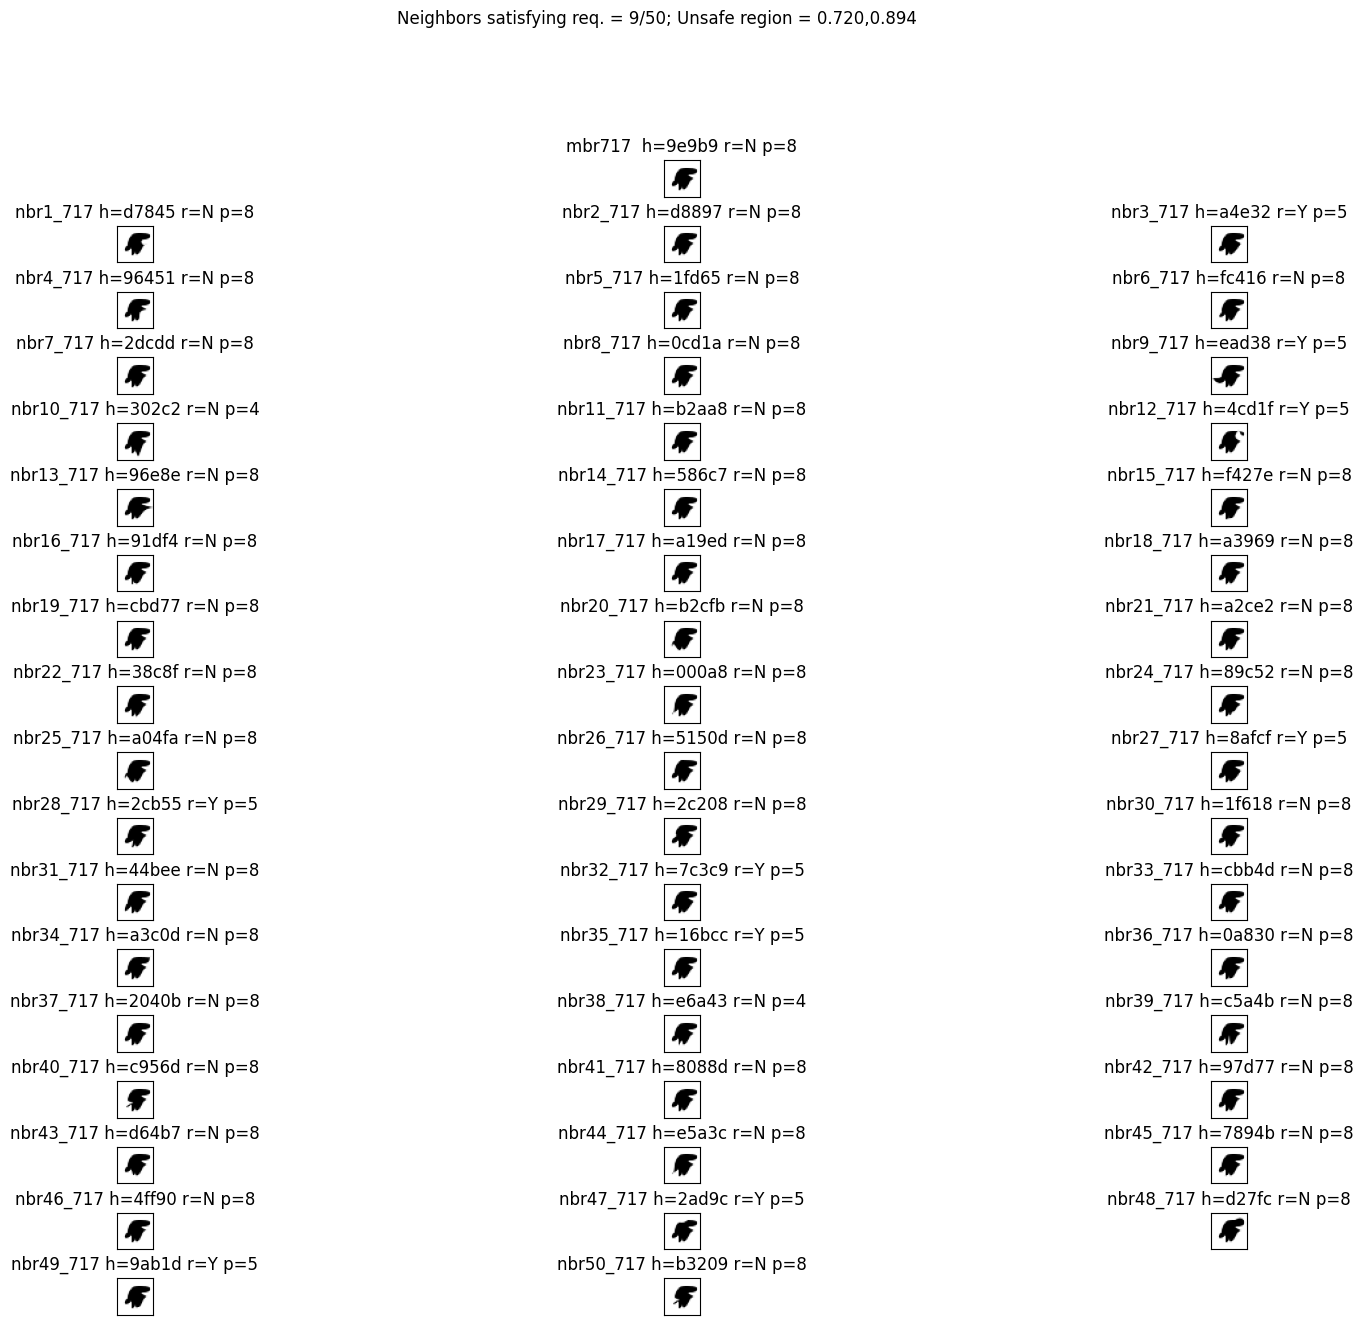 Neighbors satisfying req. = 9/50; Unsafe region = 0.720,0.894
mbr717  h=9e9b9 r=N p=8
nbr1_717 h=d7845 r=N p=8
nbr2_717 h=d8897 r=N p=8
nbr3_717 h=a4e32 r=Y p=5
nbr4_717 h=96451 r=N p=8
nbr5_717 h=1fd65 r=N p=8
nbr6_717 h=fc416 r=N p=8
nbr7_717 h=2dcdd r=N p=8
nbr8_717 h=0cd1a r=N p=8
nbr9_717 h=ead38 r=Y p=5
nbr10_717 h=302c2 r=N p=4
nbr11_717 h=b2aa8 r=N p=8
nbr12_717 h=4cd1f r=Y p=5
nbr13_717 h=96e8e r=N p=8
nbr14_717 h=586c7 r=N p=8
nbr15_717 h=f427e r=N p=8
nbr16_717 h=91df4 r=N p=8
nbr17_717 h=a19ed r=N p=8
nbr18_717 h=a3969 r=N p=8
nbr19_717 h=cbd77 r=N p=8
nbr20_717 h=b2cfb r=N p=8
nbr21_717 h=a2ce2 r=N p=8
nbr22_717 h=38c8f r=N p=8
nbr23_717 h=000a8 r=N p=8
nbr24_717 h=89c52 r=N p=8
nbr25_717 h=a04fa r=N p=8
nbr26_717 h=5150d r=N p=8
nbr27_717 h=8afcf r=Y p=5
nbr28_717 h=2cb55 r=Y p=5
nbr29_717 h=2c208 r=N p=8
nbr30_717 h=1f618 r=N p=8
nbr31_717 h=44bee r=N p=8
nbr32_717 h=7c3c9 r=Y p=5
nbr33_717 h=cbb4d r=N p=8
nbr34_717 h=a3c0d r=N p=8
nbr35_717 h=16bcc r=Y p=5
nbr36_717 h=0a830 r=N p=8
nbr37_717 h=2040b r=N p=8
nbr38_717 h=e6a43 r=N p=4
nbr39_717 h=c5a4b r=N p=8
nbr40_717 h=c956d r=N p=8
nbr41_717 h=8088d r=N p=8
nbr42_717 h=97d77 r=N p=8
nbr43_717 h=d64b7 r=N p=8
nbr44_717 h=e5a3c r=N p=8
nbr45_717 h=7894b r=N p=8
nbr46_717 h=4ff90 r=N p=8
nbr47_717 h=2ad9c r=Y p=5
nbr48_717 h=d27fc r=N p=8
nbr49_717 h=9ab1d r=Y p=5
nbr50_717 h=b3209 r=N p=8